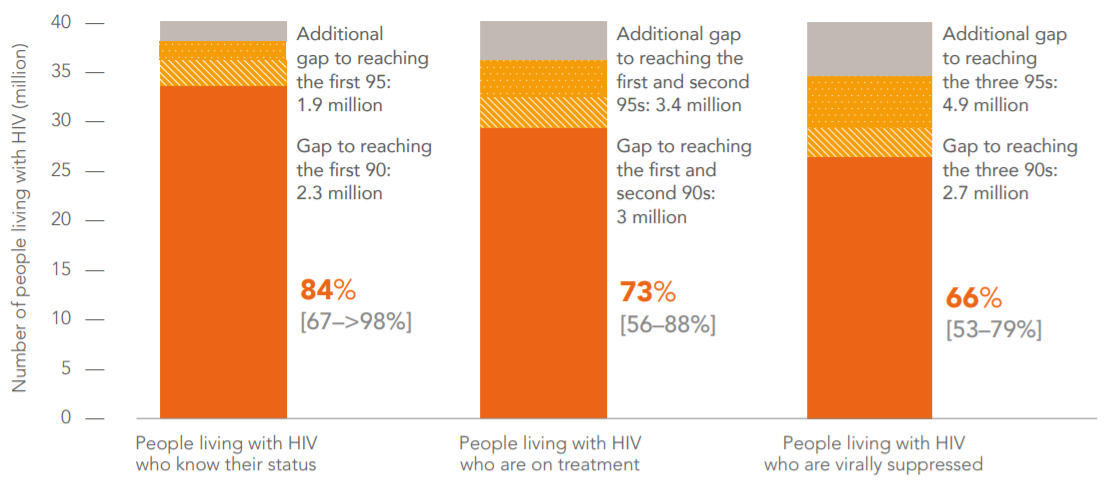 Number of people living with HIV (million)
40
35
30
25
20
15
10
5
0
Additional
gap to reaching
the first 95:
1.9 million
Gap to reaching
the first 90:
2.3 million
84%
[67–>98%]
People living with HIV
who know their status
Additional gap
to reaching the
first and second
95s: 3.4 million
Gap to reaching
the first and
second 90s:
3 million
73%
[56–88%]
People living with HIV
who are on treatment
Additional gap
to reaching
the three 95s:
4.9 million
Gap to reaching
the three 90s:
2.7 million
66%
[53–79%]
People living with HIV
who are virally suppressed